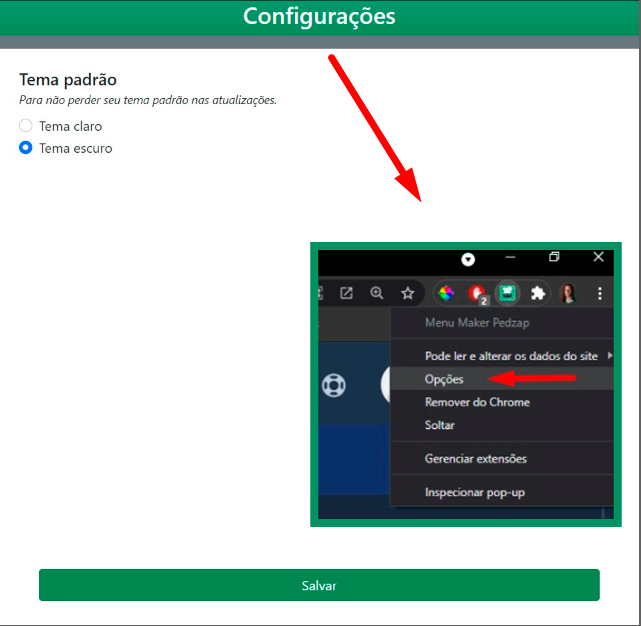 Configurações
Tema padrão
Para não perder seu tema padrão nas atualizações.
Tema claro
Tema escuro
2
Menu Maker Pedzap
Pode ler e alterar os dados do site
Opções
Remover do Chrome
Soltar
Gerenciar extensões
Inspecionar pop-up
Salvar